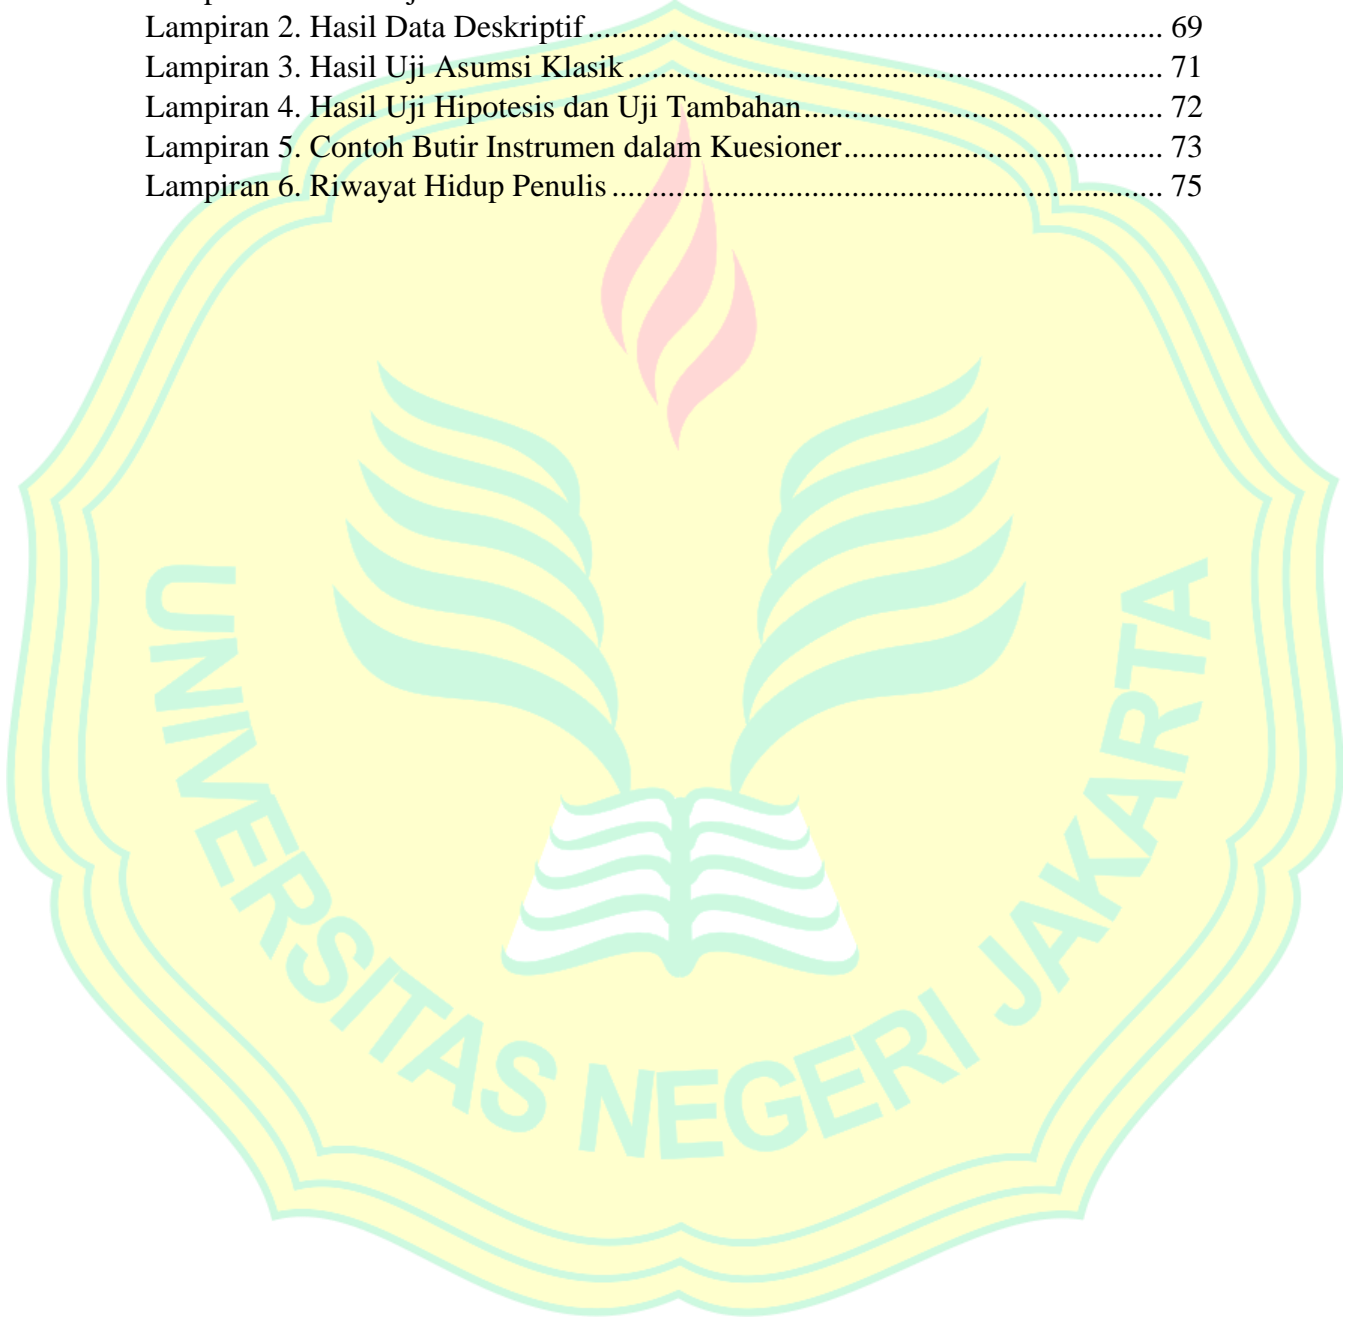 Lampiran 2. Hasil Data Deskriptif ........................................................................ 69
Lampiran 3. Hasil Uji Asumsi Klasik ................................................................... 71
Lampiran 4. Hasil Uji Hipotesis dan Uji Tambahan ............................................. 72
Lampiran 5. Contoh Butir Instrumen dalam Kuesioner ........................................ 73
Lampiran 6. Riwayat Hidup Penulis ..................................................................... 75
UNIVERSITAS NEGERI JAKARTA